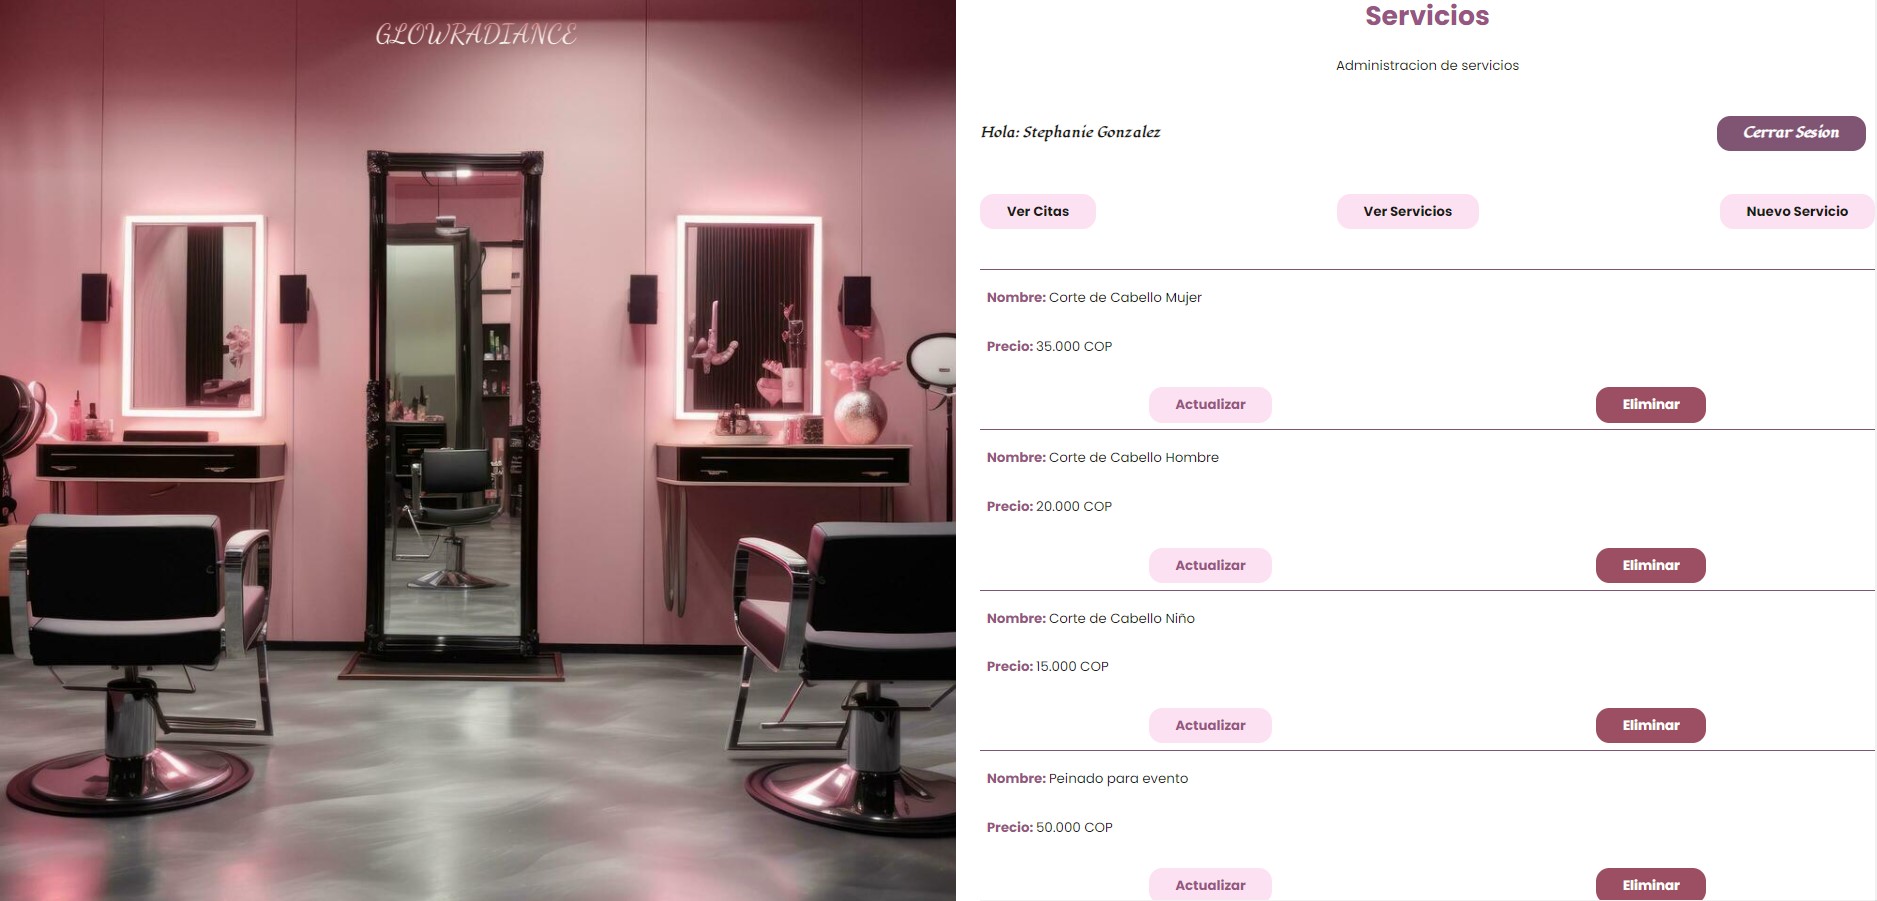 GLOWRADIANCE
Servicios
Administracion de servicios
Hola: Stephanie Gonzalez
Cerrar Sesion
Ver Citas
Ver Servicios
Nuevo Servicio
Nombre: Corte de Cabello Mujer
Precio: 35.000 COP
Actualizar
Eliminar
Nombre: Corte de Cabello Hombre
Precio: 20.000 COP
Actualizar
Eliminar
Nombre: Corte de Cabello Niño
Precio: 15.000 COP
Actualizar
Eliminar
Nombre: Peinado para evento
Precio: 50.000 COP
Actualizar
Eliminar